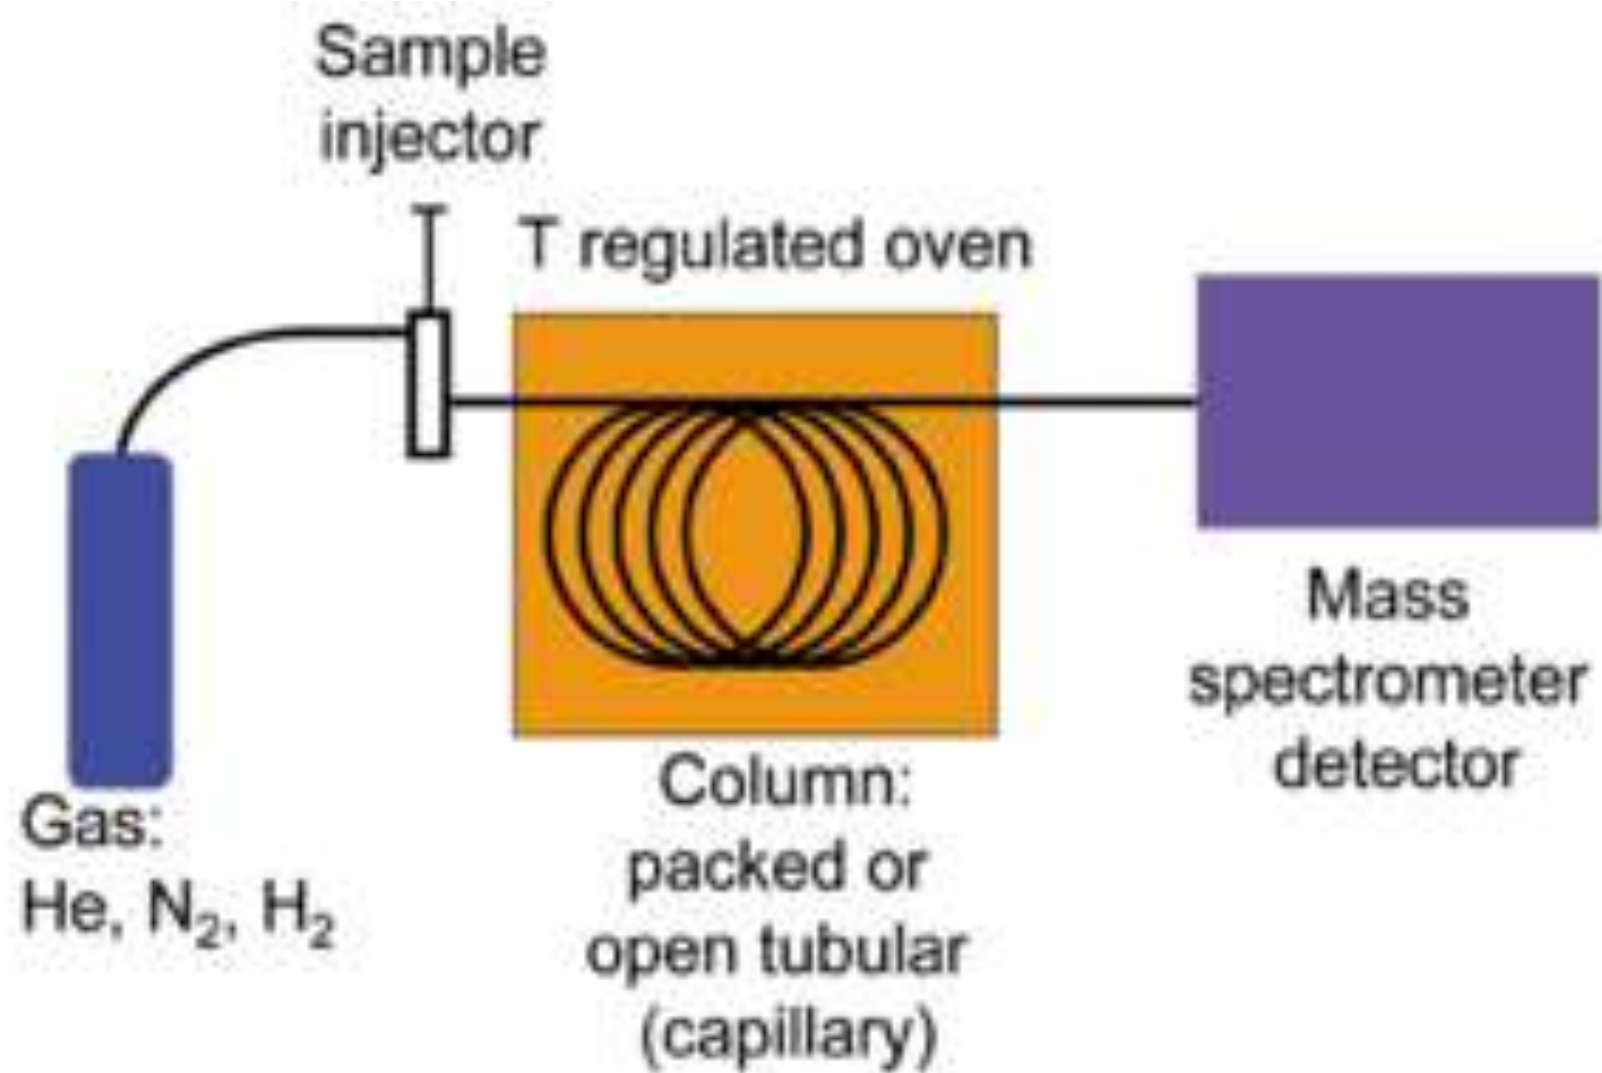 Sample
injector
T regulated oven
Mass
spectrometer
detector
Column:
packed or
open tubular
(capillary)
Gas:
He, N₂, H₂